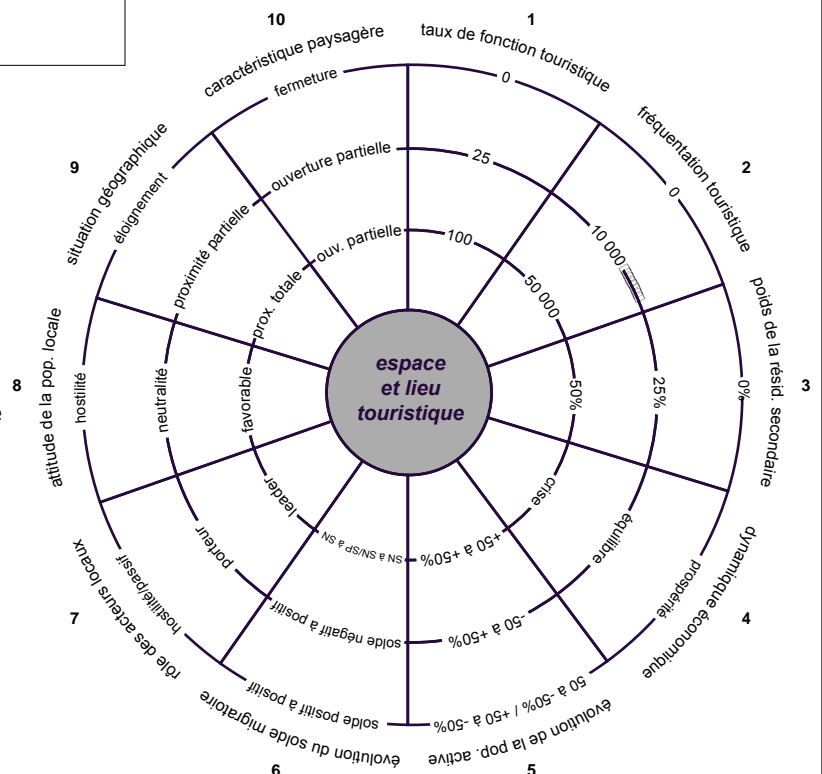 10
caractéristique paysagère
fermeture
ouverture partielle
ouv. partielle
1
taux de fonction touristique
0
25
100
2
fréquentation touristique
0
10 000
50 000
3
poids de la résid. secondaire
0%
25%
50%
4
dynamiqque économique
prospérité
équilibre
crise
5
évolution de la pop. active
50 à -50% / +50 à -50%
-50 à +50%
+50 à +50%
6
évolution du solde migratoire
solde positif à positif
solde négatif à positif
SN à SN/SP à SN
7
rôle des acteurs locaux
hostilité/passif
porteur
leader
8
attitude de la pop. locale
hostilité
neutralité
favorable
9
situation géographique
éloignement
proximité partielle
prox. totale
espace
et lieu
touristique